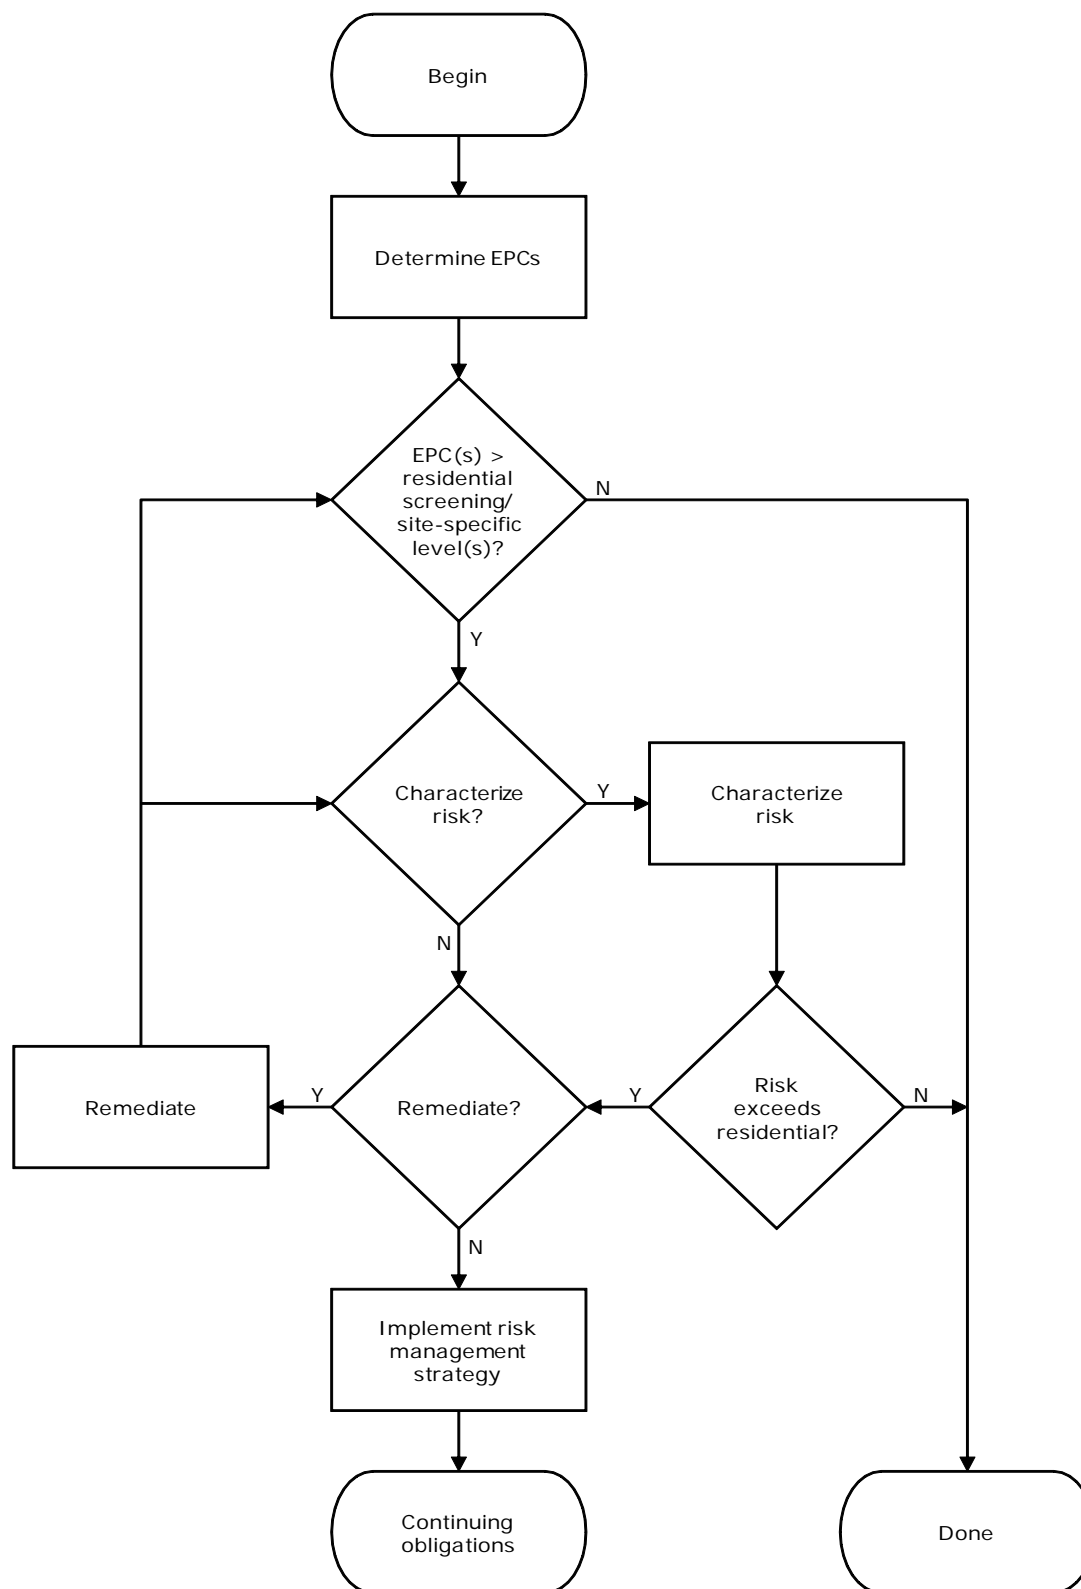 Begin
Determine EPCs
EPC(s) >
residential
screening/
site-specific
level(s)?
N
Y
Characterize
risk?
Y
Characterize
risk
N
Remediate
Y
Remediate?
Y
Risk
exceeds
residential?
N
N
Implement risk
management
strategy
Continuing
obligations
Done